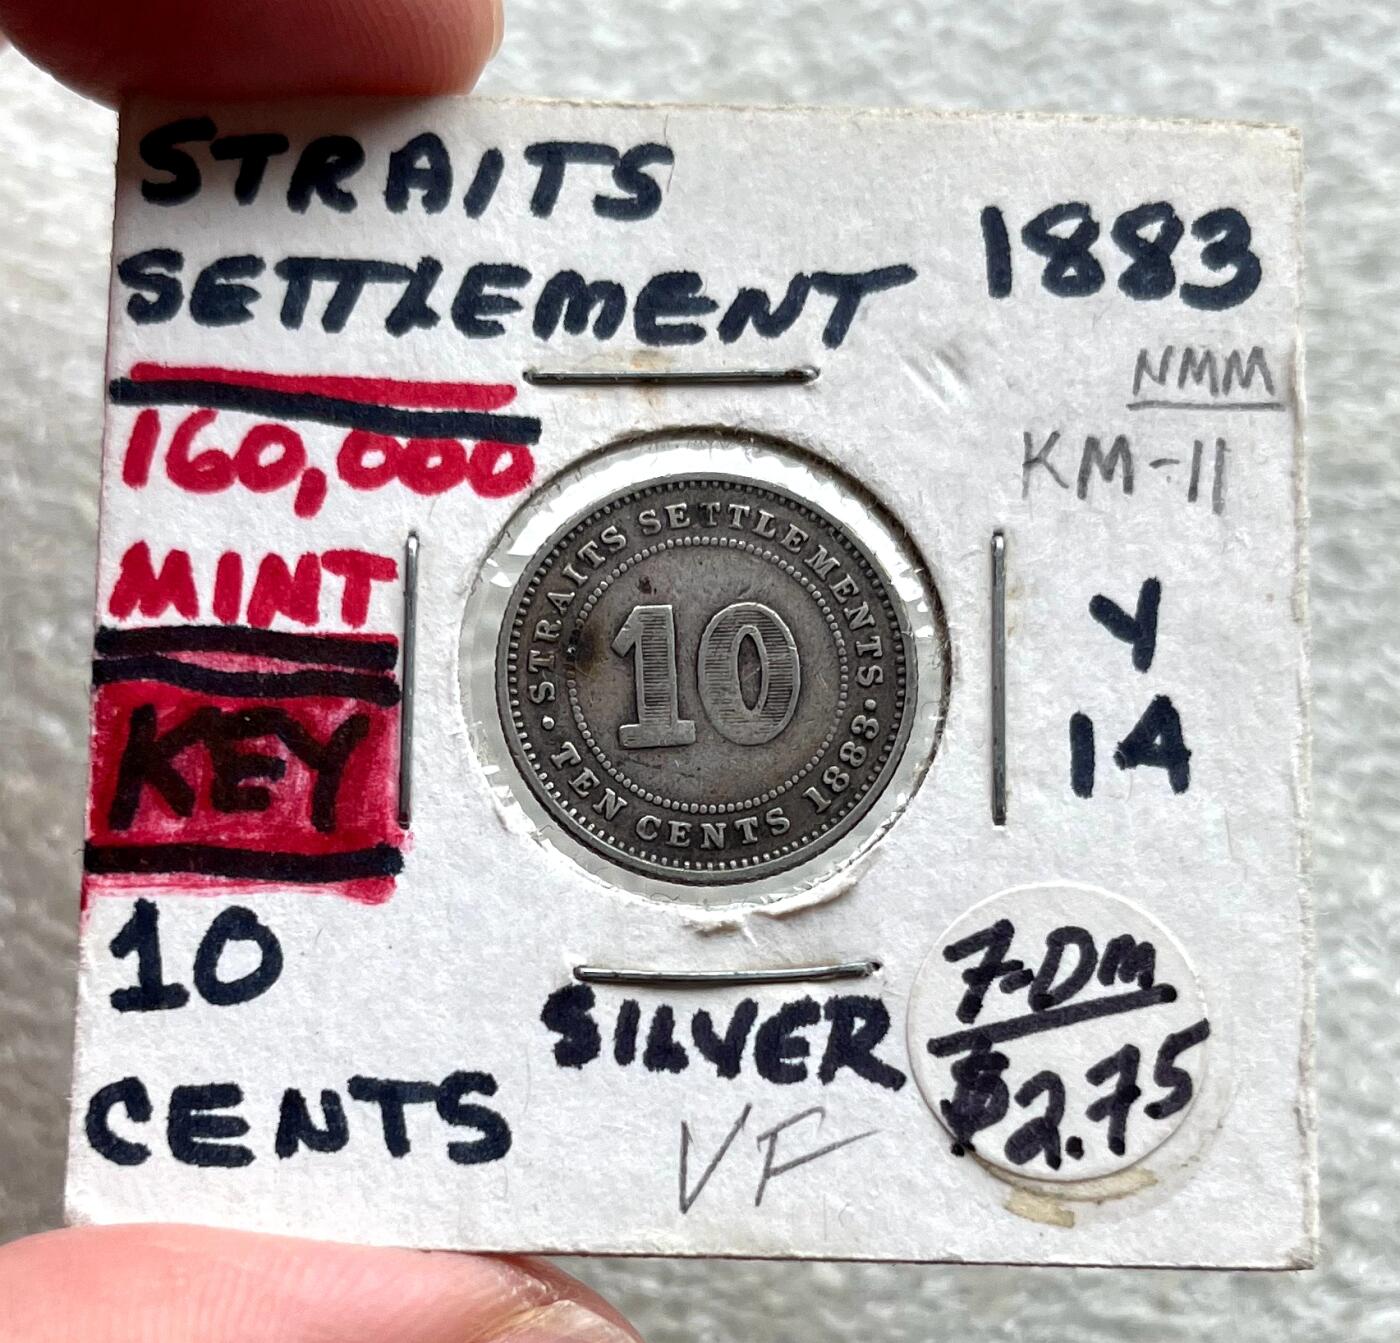 STRAITS
SETTLEMENT
1883
NMM
KM-11
160,000
MINT
KEY
10
CENTS
Y
1A
STRAITS SETTLEMENTS
10
TEN CENTS 1883
SILVER
VF
7-DM
$2.75